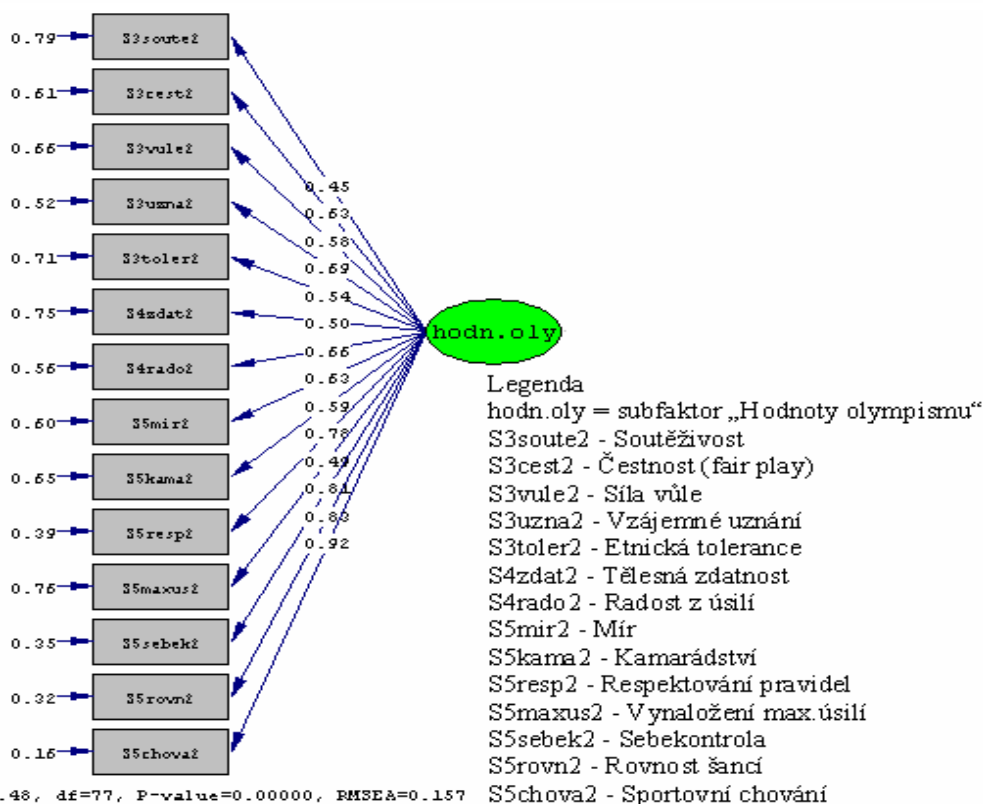 0.79 S3soute2
0.61 S3cest2
0.66 S3vule2
0.52 S3uzna2
0.71 S3toler2
0.75 S4zdat2
0.56 S4rado2
0.60 S5mir2
0.65 S5kama2
0.39 S5resp2
0.76 S5maxus2
0.35 S5sebek2
0.32 S5rovn2
0.16 S5chova2
0.45
0.63
0.58
0.69
0.54
0.50
0.66
0.63
0.59
0.78
0.49
0.81
0.83
0.92
hodn.oly
Legenda
hodn.oly = subfaktor „Hodnoty olympismu“
S3soute2 - Soutěživost
S3cest2 - Čestnost (fair play)
S3vule2 - Síla vůle
S3uzna2 - Vzájemné uznání
S3toler2 - Etnická tolerance
S4zdat2 - Tělesná zdatnost
S4rado2 - Radost z úsilí
S5mir2 - Mír
S5kama2 - Kamarádství
S5resp2 - Respektování pravidel
S5maxus2 - Vynaložení max.úsilí
S5sebek2 - Sebekontrola
S5rovn2 - Rovnost šancí
S5chova2 - Sportovní chování
.48, df=77, P-value=0.00000, RMSEA=0.157